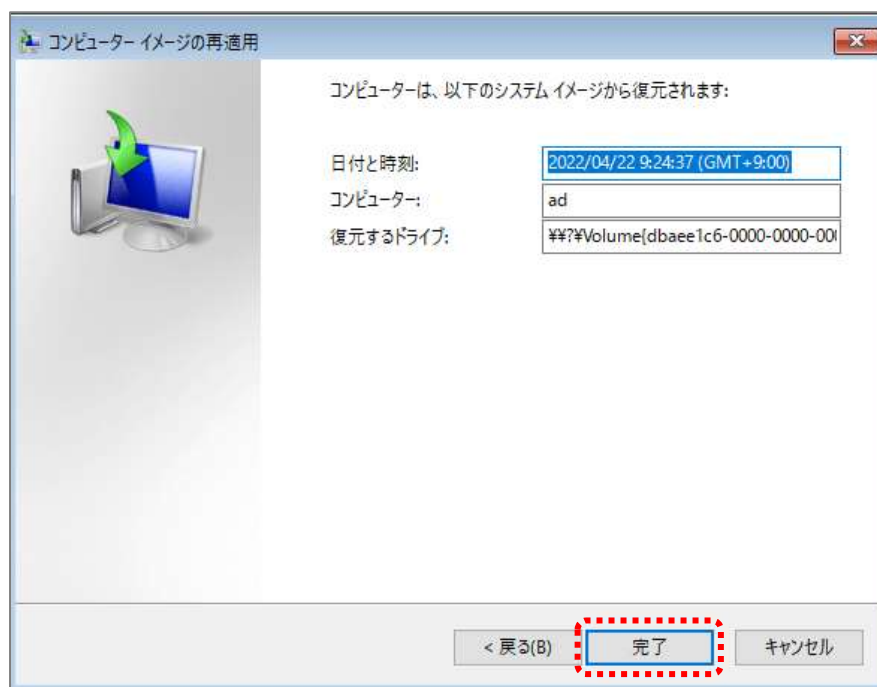 コンピューター イメージの再適用
コンピューターは、以下のシステム イメージから復元されます:
日付と時刻: 2022/04/22 9:24:37 (GMT+9:00)
コンピューター: ad
復元するドライブ: ¥¥?¥Volume{dbaee1c6-0000-0000-00
< 戻る(B) 完了 キャンセル